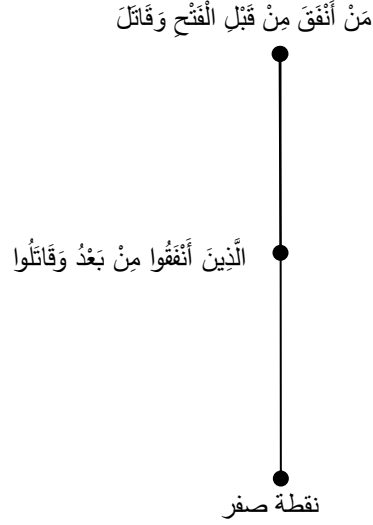 مَنْ أَنْفَقَ مِنْ قَبْلِ الْفَتْحِ وَقَاتَلَ
الَّذِينَ أَنْفَقُوا مِنْ بَعْدُ وَقَاتَلُوا
نقطة صفر